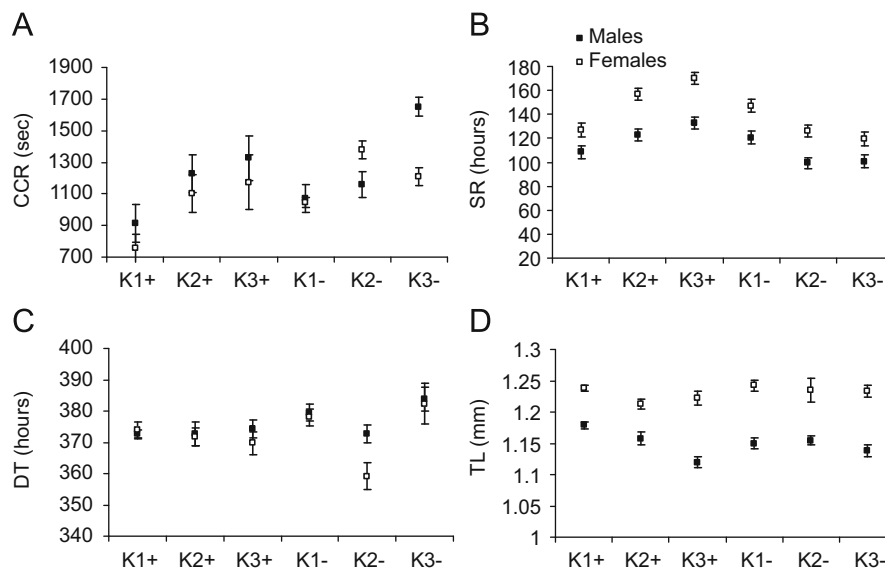 A
CCR (sec)
1900
1700
1500
1300
1100
900
700
K1+ K2+ K3+ K1- K2- K3-
B
Males
Females
SR (hours)
180
160
140
120
100
80
60
40
20
K1+ K2+ K3+ K1- K2- K3-
C
DT (hours)
400
390
380
370
360
350
340
K1+ K2+ K3+ K1- K2- K3-
D
TL (mm)
1.3
1.25
1.2
1.15
1.1
1.05
1
K1+ K2+ K3+ K1- K2- K3-